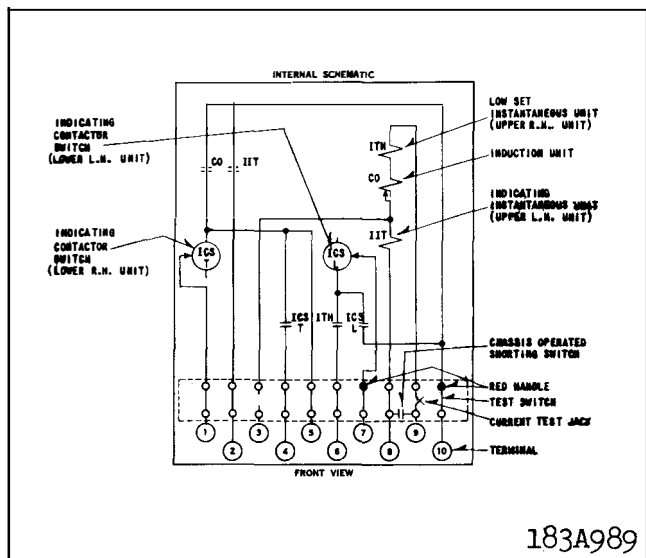 INTERNAL SCHEMATIC
INDICATING
CONTACTOR
SWITCH
(LOWER L.H. UNIT)
LOW SET
INSTANTANEOUS UNIT
(UPPER R.H. UNIT)
INDUCTION UNIT
INDICATING
INSTANTANEOUS UNIT
(UPPER L.H. UNIT)
INDICATING
CONTACTOR
SWITCH
(LOWER R.H. UNIT)
CO
IIT
ITH
CO
IIT
ICS
T
ICS
L
ICS
T
ITH
ICS
L
CHASSIS OPERATED
SHORTING SWITCH
RED HANDLE
TEST SWITCH
CURRENT TEST JACK
TERMINAL
1
2
3
4
5
6
7
8
9
10
FRONT VIEW
183A989